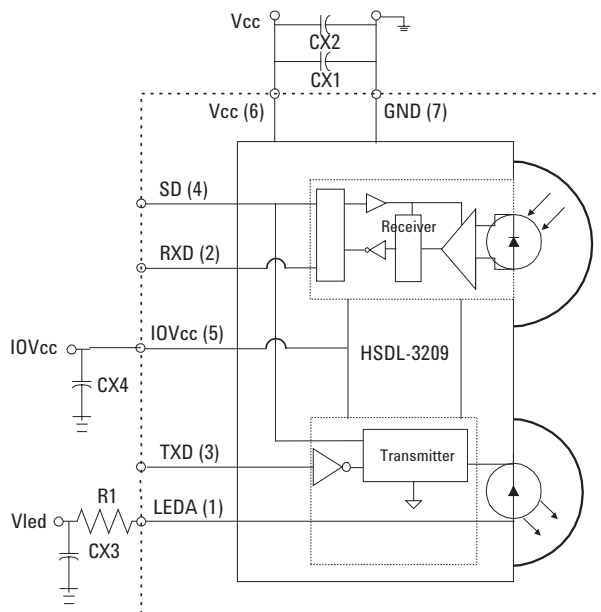 Vcc
CX2
CX1
Vcc (6)
GND (7)
SD (4)
Receiver
RXD (2)
IOVcc (5)
IOVcc
HSDL-3209
CX4
TXD (3)
Transmitter
R1
LEDA (1)
Vled
CX3